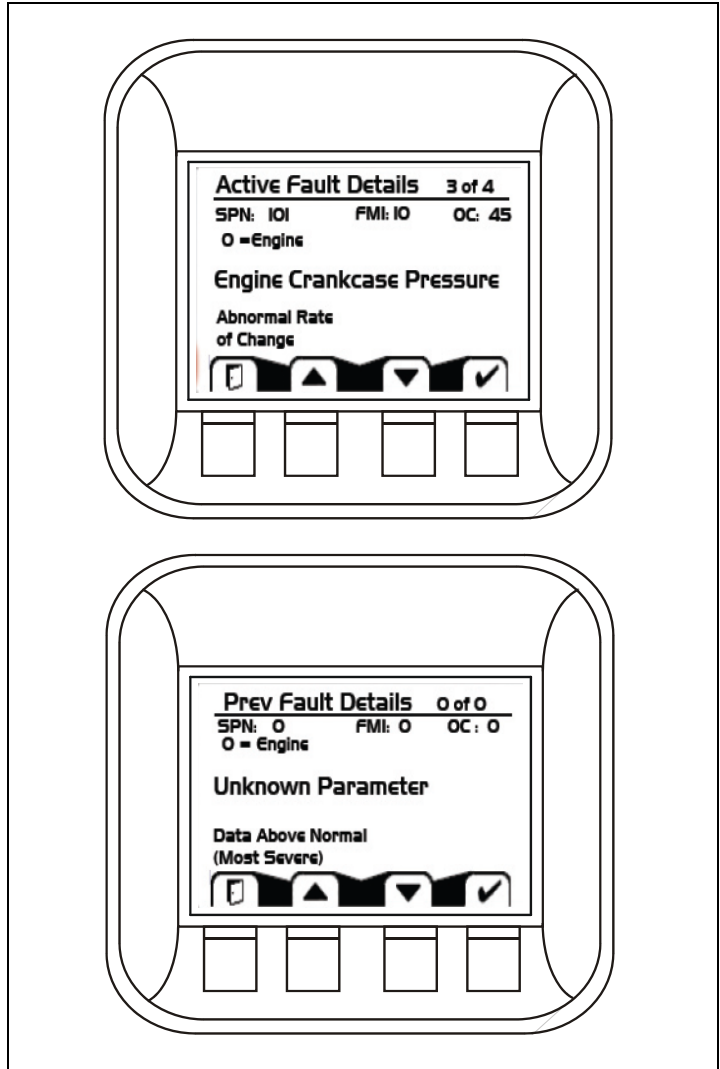 Active Fault Details 3 of 4
SPN: 101 FMI: 10 OC: 45
0 =Engine
Engine Crankcase Pressure
Abnormal Rate
of Change
Prev Fault Details 0 of 0
SPN: 0 FMI: 0 OC : 0
0 = Engine
Unknown Parameter
Data Above Normal
(Most Severe)